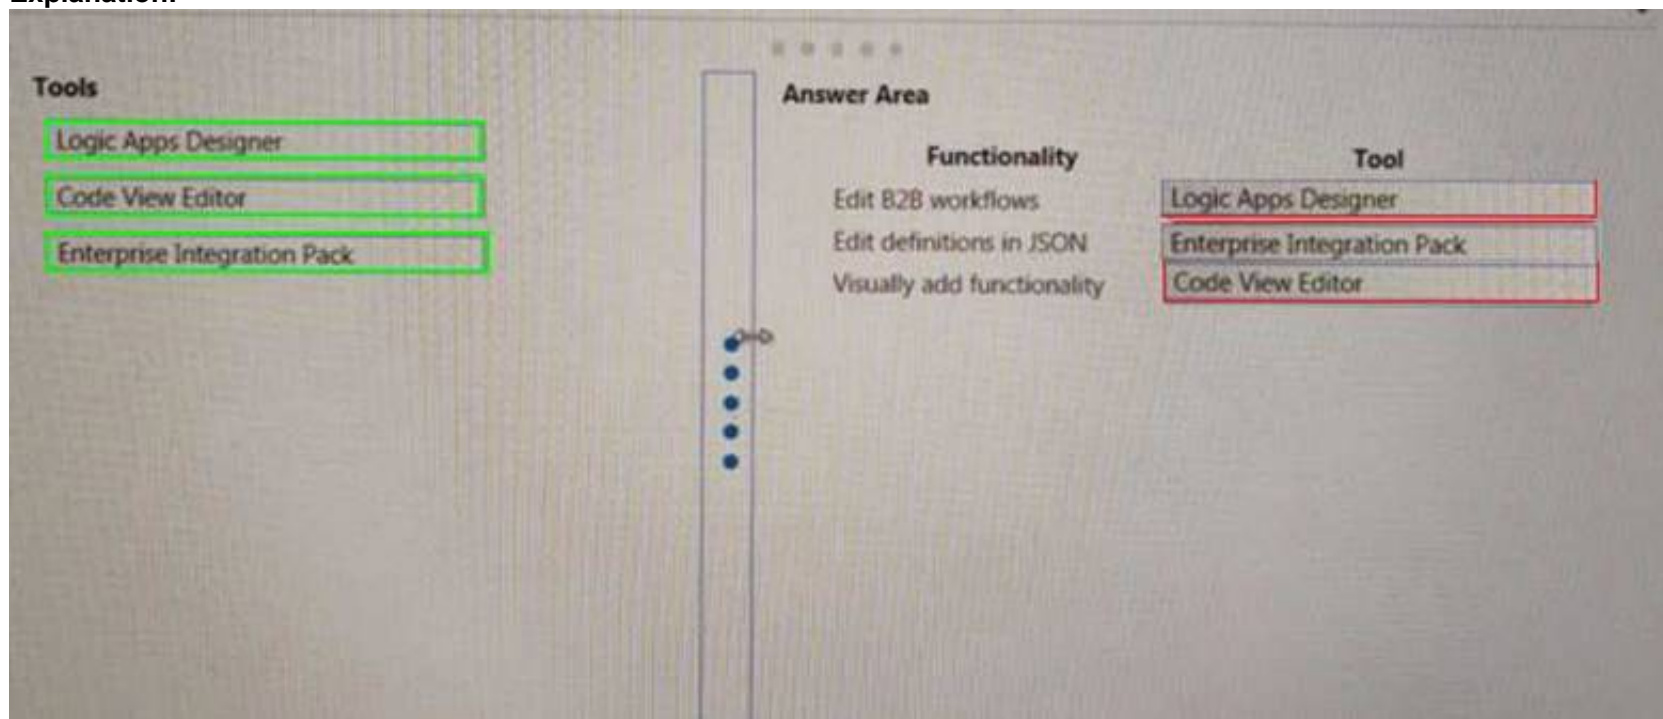 Explanation:
Tools
Logic Apps Designer
Code View Editor
Enterprise Integration Pack
Answer Area
Functionality Tool
Edit B2B workflows Logic Apps Designer
Edit definitions in JSON Enterprise Integration Pack
Visually add functionality Code View Editor